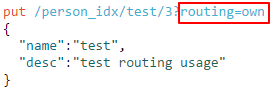 put /person_idx/test/3?routing=own
{
  "name":"test",
  "desc":"test routing usage"
}